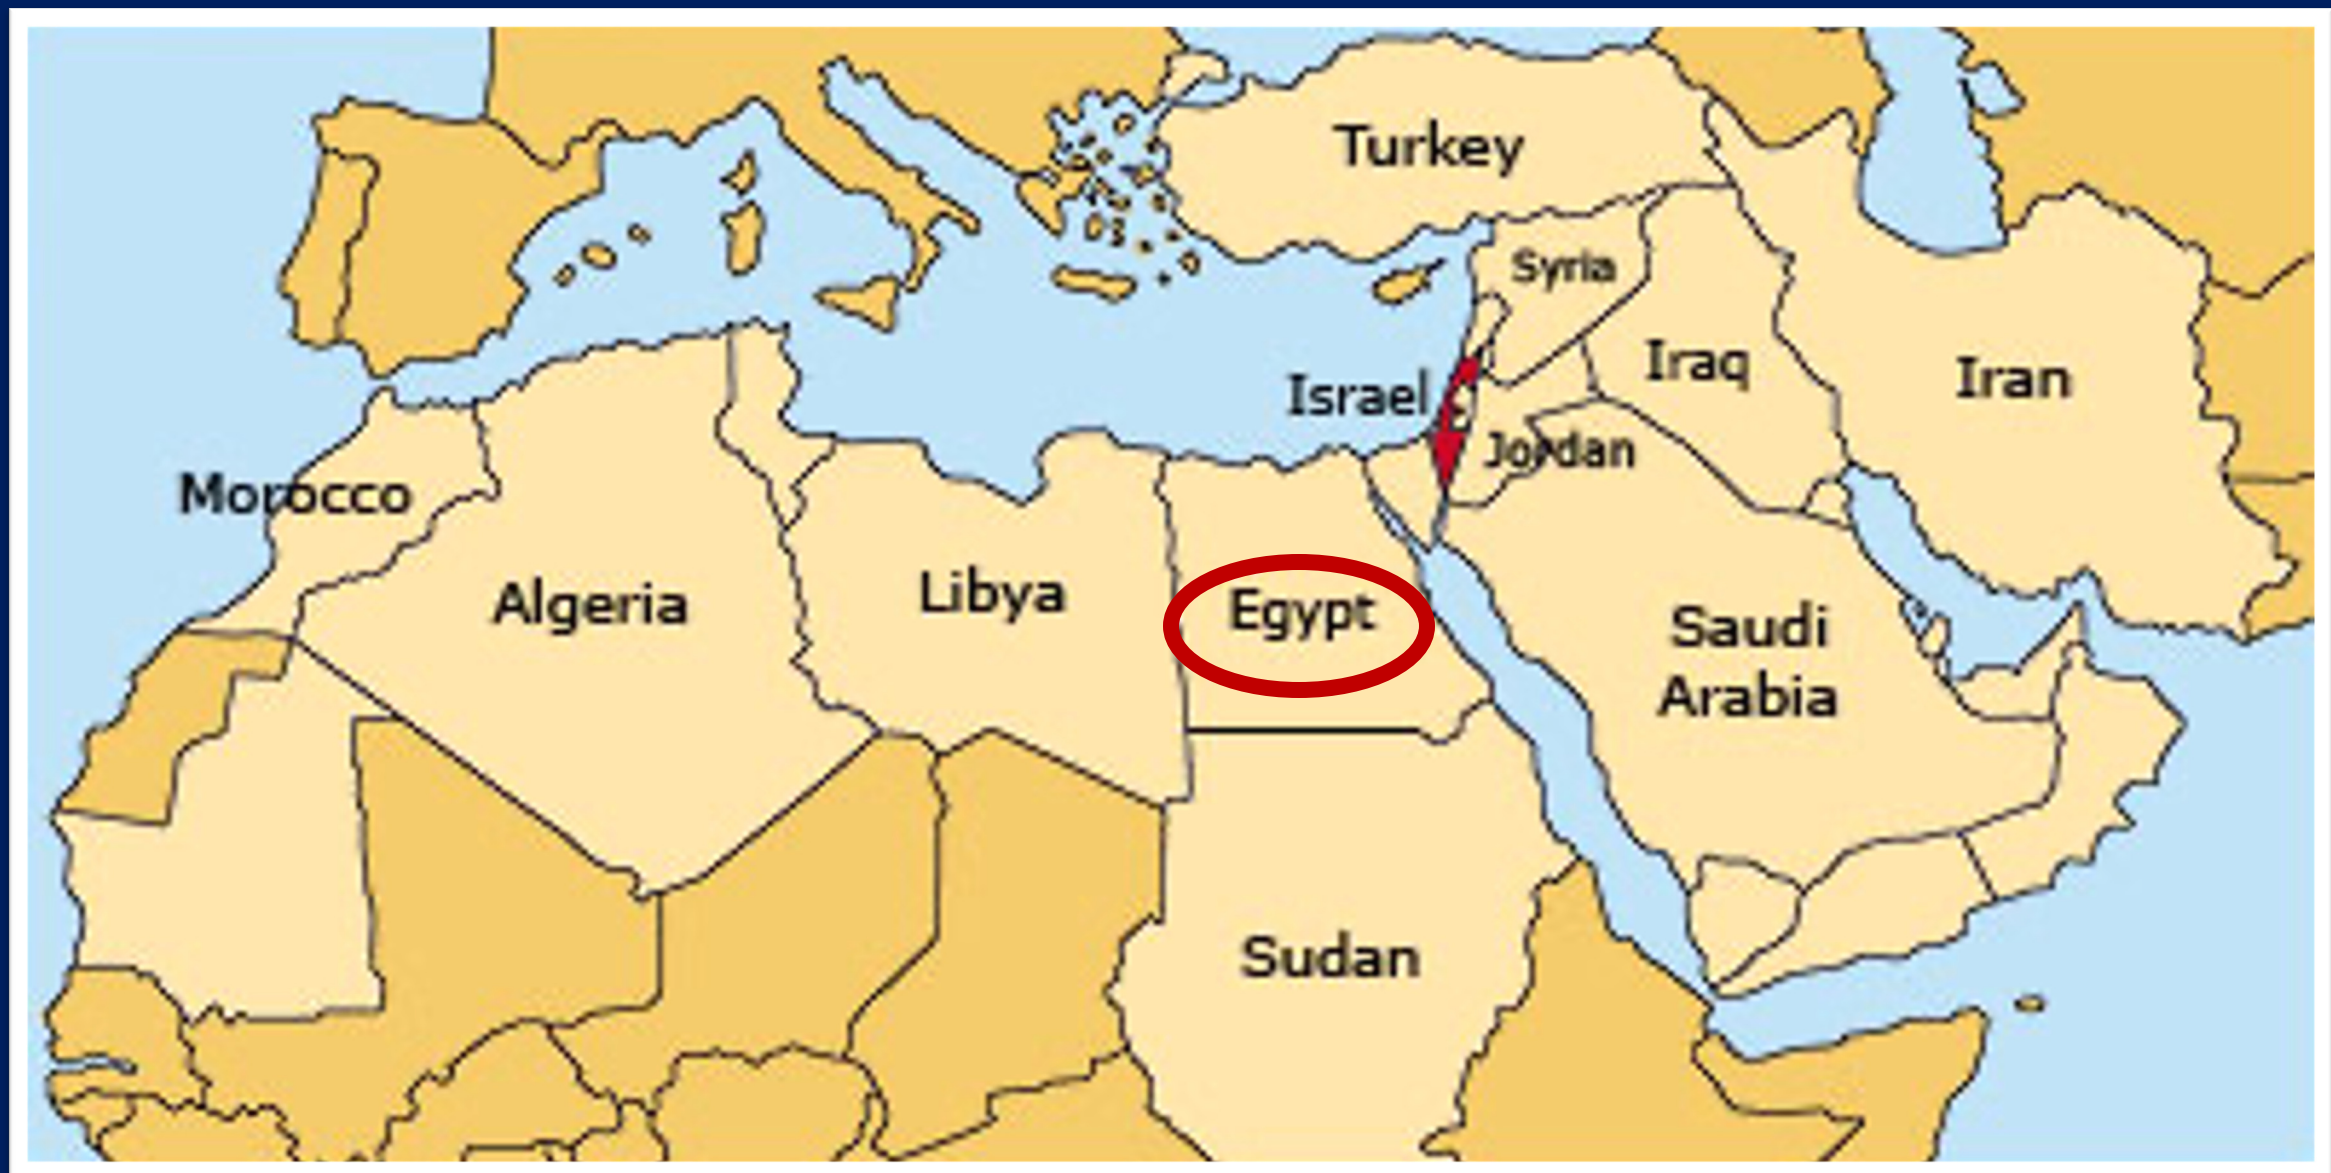 Turkey
Syria
Iraq
Iran
Israel
Jordan
Morocco
Algeria
Libya
Egypt
Saudi
Arabia
Sudan